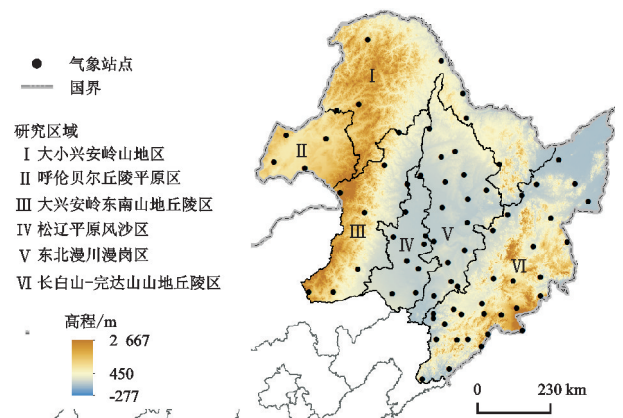 气象站点
国界
研究区域
Ⅰ 大小兴安岭山地区
Ⅱ 呼伦贝尔丘陵平原区
Ⅲ 大兴安岭东南山地丘陵区
Ⅳ 松辽平原风沙区
Ⅴ 东北漫川漫岗区
Ⅵ 长白山-完达山山地丘陵区
高程/m
2 667
450
-277
Ⅰ
Ⅱ
Ⅲ
Ⅳ
Ⅴ
Ⅵ
0 230 km